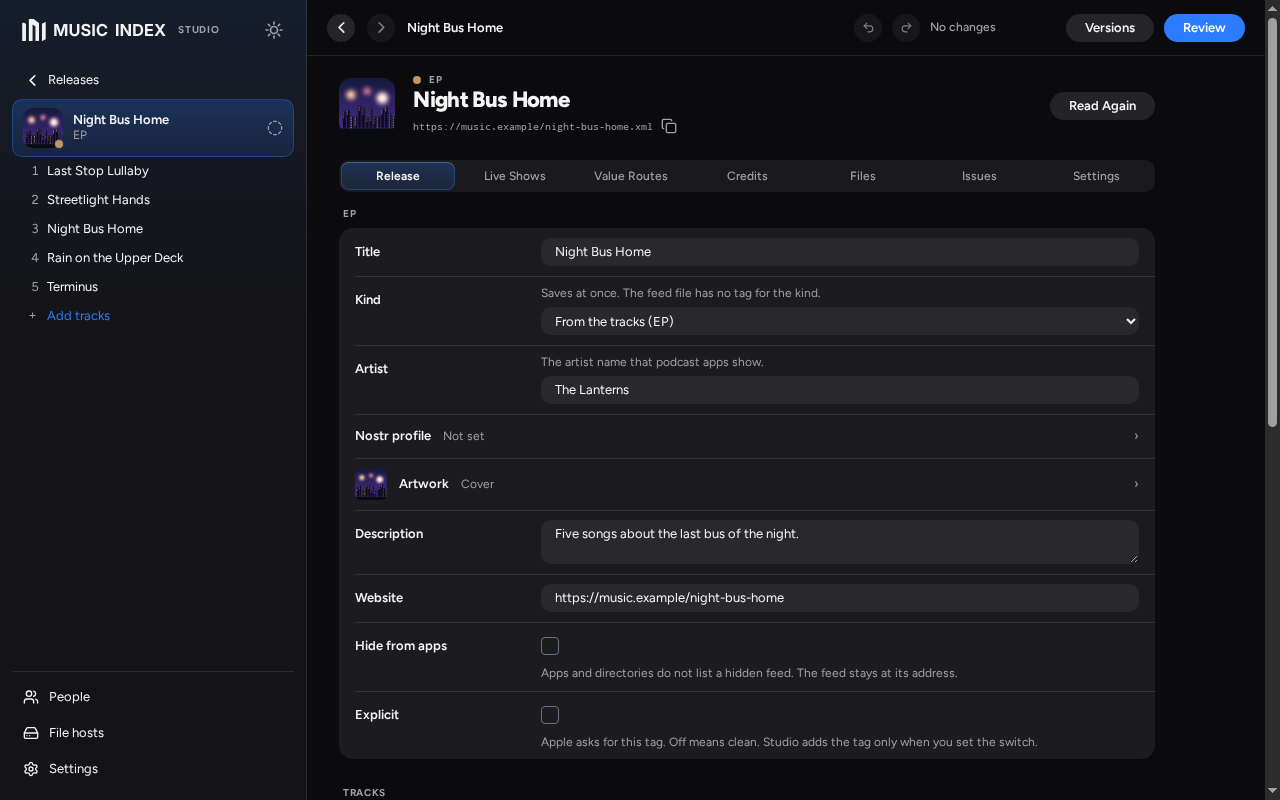 MUSIC INDEX STUDIO
Releases
Night Bus Home
EP
1 Last Stop Lullaby
2 Streetlight Hands
3 Night Bus Home
4 Rain on the Upper Deck
5 Terminus
+ Add tracks
People
File hosts
Settings
Night Bus Home
No changes
Versions
Review
EP
Night Bus Home
https://music.example/night-bus-home.xml
Read Again
Release
Live Shows
Value Routes
Credits
Files
Issues
Settings
EP
Title
Night Bus Home
Kind
Saves at once. The feed file has no tag for the kind.
From the tracks (EP)
Artist
The artist name that podcast apps show.
The Lanterns
Nostr profile Not set
Artwork Cover
Description
Five songs about the last bus of the night.
Website
https://music.example/night-bus-home
Hide from apps
Apps and directories do not list a hidden feed. The feed stays at its address.
Explicit
Apple asks for this tag. Off means clean. Studio adds the tag only when you set the switch.
TRACKS